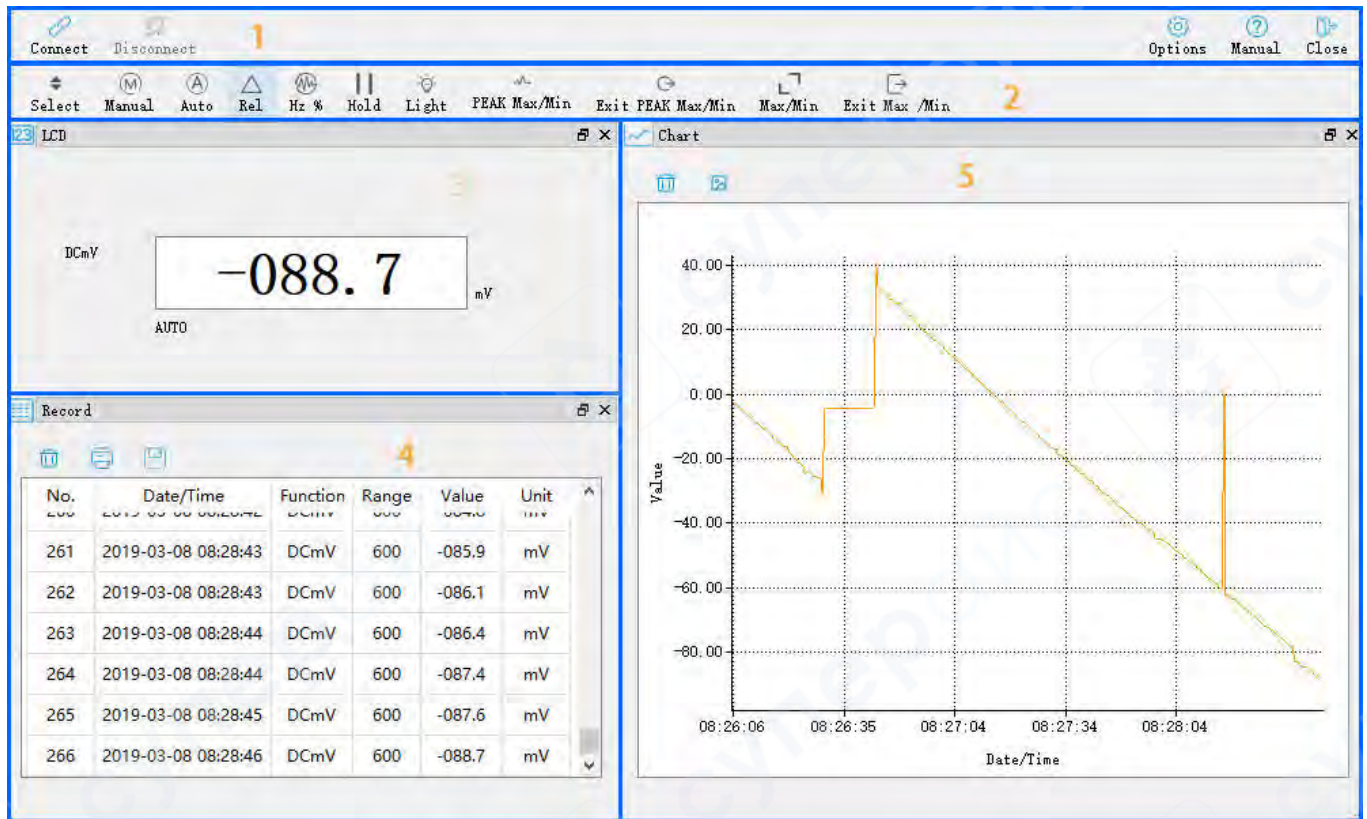 Connect Disconnect 1 Options Manual Close
Select Manual Auto Rel Hz % Hold Light PEAK Max/Min Exit PEAK Max/Min Max/Min Exit Max /Min 2
23 LCD
3
DCmV -088.7 mV
AUTO
Record
4
No. Date/Time Function Range Value Unit
261 2019-03-08 08:28:43 DCmV 600 -085.9 mV
262 2019-03-08 08:28:43 DCmV 600 -086.1 mV
263 2019-03-08 08:28:44 DCmV 600 -086.4 mV
264 2019-03-08 08:28:44 DCmV 600 -087.4 mV
265 2019-03-08 08:28:45 DCmV 600 -087.6 mV
266 2019-03-08 08:28:46 DCmV 600 -088.7 mV
Chart
5
40.00
20.00
0.00
-20.00
-40.00
-60.00
-80.00
Value
08:26:06 08:26:35 08:27:04 08:27:34 08:28:04
Date/Time